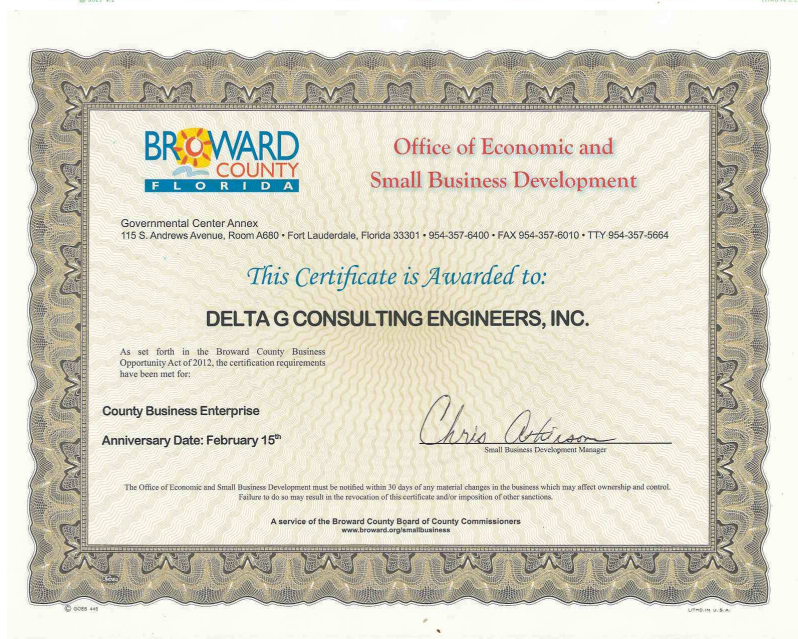 BROWARD
COUNTY
FLORIDA
Office of Economic and
Small Business Development
Governmental Center Annex
115 S. Andrews Avenue, Room A680 • Fort Lauderdale, Florida 33301 • 954-357-6400 • FAX 954-357-6010 • TTY 954-357-5664
This Certificate is Awarded to:
DELTA G CONSULTING ENGINEERS, INC.
As set forth in the Broward County Business
Opportunity Act of 2012, the certification requirements
have been met for:
County Business Enterprise
Anniversary Date: February 15th
Chris Atkinson
Small Business Development Manager
The Office of Economic and Small Business Development must be notified within 30 days of any material changes in the business which may affect ownership and control.
Failure to do so may result in the revocation of this certificate and/or imposition of other sanctions.
A service of the Broward County Board of County Commissioners
www.broward.org/smallbusiness
© GOES 445
LITHO. IN U.S.A.